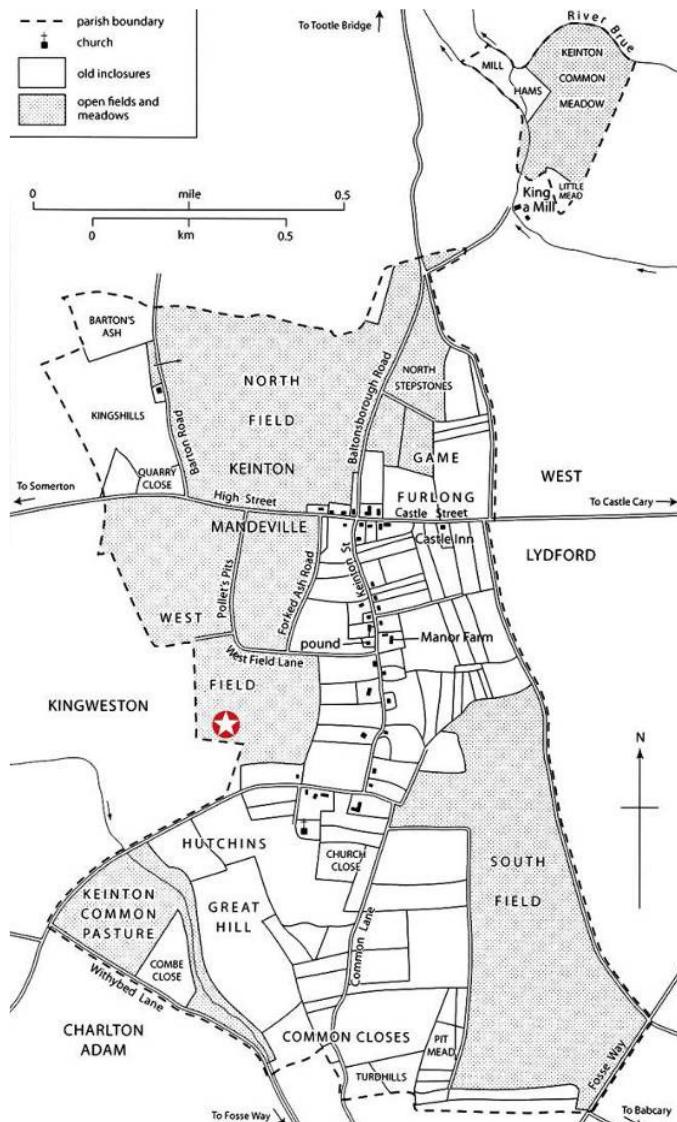 parish boundary
church
old inclosures
open fields and
meadows
0
mile
0.5
0
km
0.5
To Tootle Bridge
River Brue
MILL
HAMS
KEINTON
COMMON
MEADOW
LITTLE
MEAD
King
a Mill
BARTON'S
ASH
KINGSHILLS
QUARRY
CLOSE
Barton Road
NORTH
FIELD
KEINTON
MANDEVILLE
Baltonsborough Road
NORTH
STEPSTONES
GAME
FURLONG
WEST
LYDFORD
To Somerton
High Street
Castle Street
To Castle Cary
Castle Inn
Keinton St
Pollet's Pits
Forked Ash Road
WEST
FIELD
West Field Lane
pound
Manor Farm
KINGWESTON
N
HUTCHINS
CHURCH
CLOSE
SOUTH
FIELD
KEINTON
COMMON
PASTURE
GREAT
HILL
COMBE
CLOSE
Withybed Lane
Common Lane
CHARLTON
ADAM
COMMON CLOSES
PIT
MEAD
TURDHILLS
Fosse Way
To Fosse Way
To Babcary